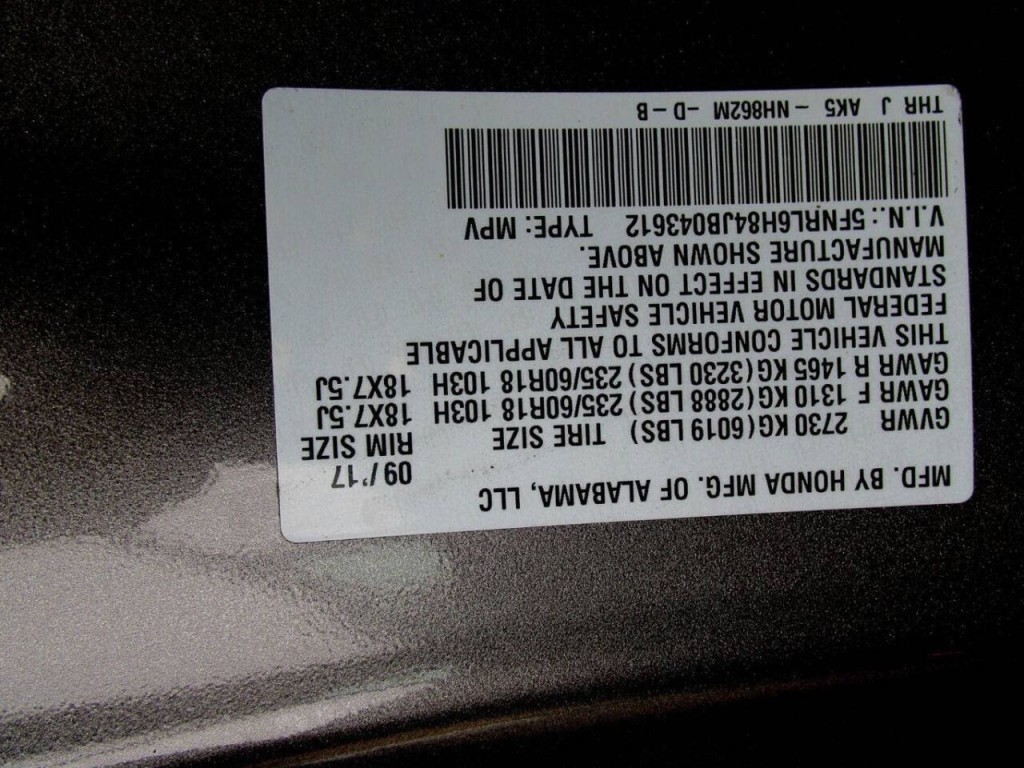 MFD. BY HONDA MFG. OF ALABAMA, LLC 09/'17
GVWR 2730 KG (6019 LBS) TIRE SIZE RIM SIZE
GAWR F 1310 KG (2888 LBS) 235/60R18 103H 18X7.5J
GAWR R 1465 KG (3230 LBS) 235/60R18 103H 18X7.5J
THIS VEHICLE CONFORMS TO ALL APPLICABLE
FEDERAL MOTOR VEHICLE SAFETY
STANDARDS IN EFFECT ON THE DATE OF
MANUFACTURE SHOWN ABOVE.
V.I.N.: 5FNRL6H84JB043612 TYPE: MPV
THR J AK5 - NH862M -D-B